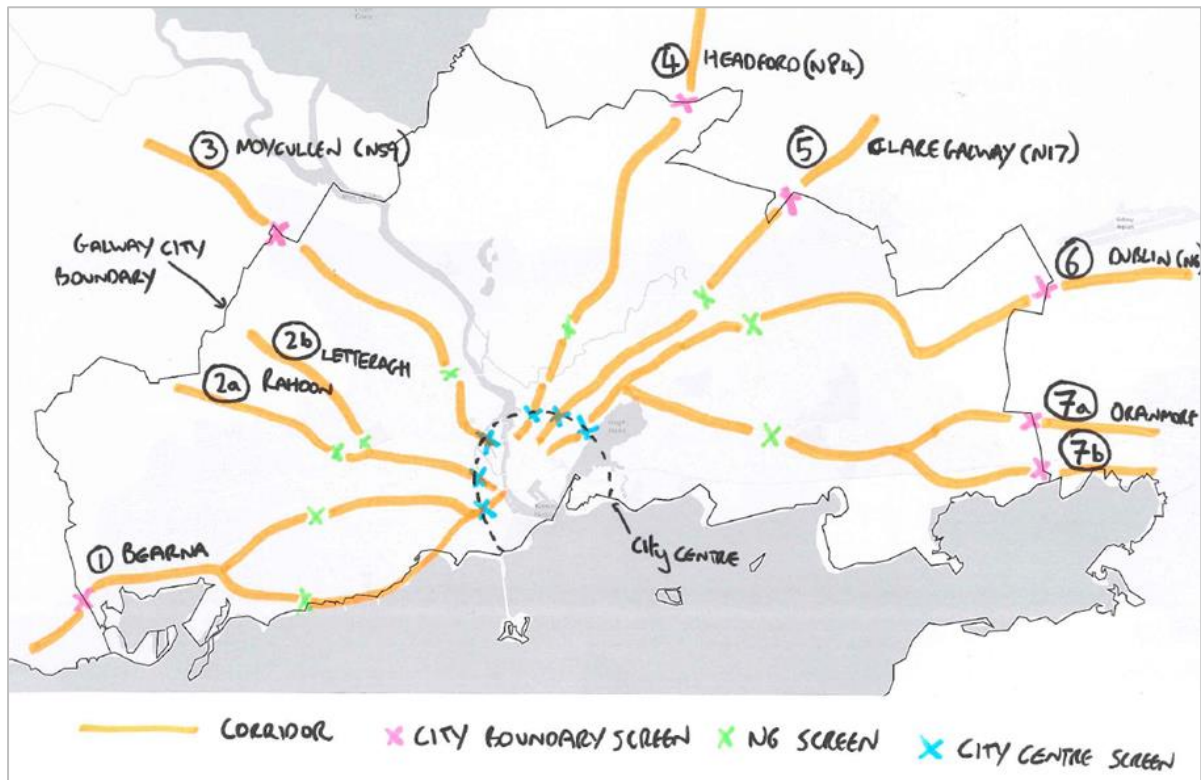 4 HEADFORD (N84)
3 MOYCULLEN (N59)
5 CLAREGALWAY (N17)
GALWAY CITY
BOUNDARY
6 DUBLIN (N6)
2b LETTERAGH
2a RAHOON
7a ORANMORE
7b
1 BEARNA
CITY CENTRE
CORRIDOR
CITY BOUNDARY SCREEN
N6 SCREEN
CITY CENTRE SCREEN